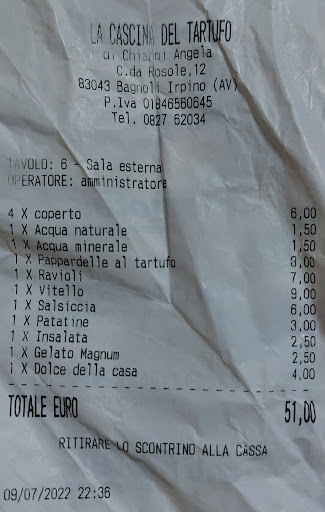 LA CASCINA DEL TARTUFO
di Chianni Angela
C.da Rosole,12
83043 Bagnoli Irpino (AV)
P.Iva 01846560645
Tel. 0827 62034
TAVOLO: 6 - Sala esterna
OPERATORE: amministratore
4 X coperto 6,00
1 X Acqua naturale 1,50
1 X Acqua minerale 1,50
1 X Pappardelle al tartufo 8,00
1 X Ravioli 7,00
1 X Vitello 9,00
1 X Salsiccia 6,00
1 X Patatine 3,00
1 X Insalata 2,50
1 X Gelato Magnum 2,50
1 X Dolce della casa 4,00
TOTALE EURO 51,00
RITIRARE LO SCONTRINO ALLA CASSA
09/07/2022 22:36